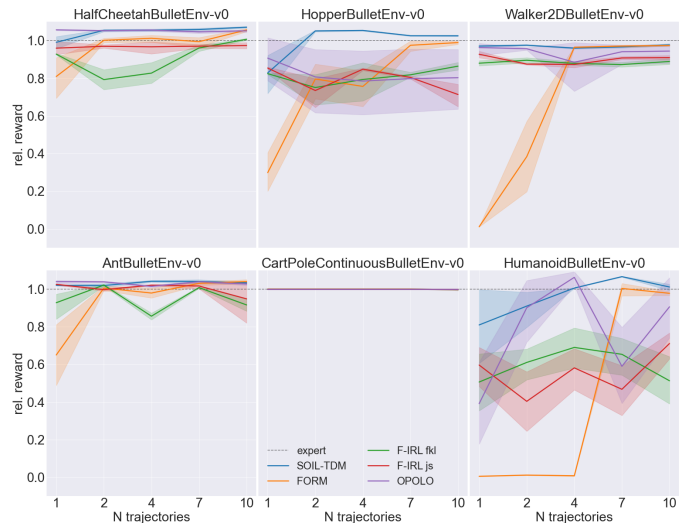 HalfCheetahBulletEnv-v0
HopperBulletEnv-v0
Walker2DBulletEnv-v0
rel. reward
1.0
0.8
0.6
0.4
0.2
0.0
AntBulletEnv-v0
CartPoleContinuousBulletEnv-v0
HumanoidBulletEnv-v0
rel. reward
1.0
0.8
0.6
0.4
0.2
0.0
expert
SOIL-TDM
FORM
F-IRL fkl
F-IRL js
OPOLO
1 2 4 7 10
1 2 4 7 10
1 2 4 7 10
N trajectories
N trajectories
N trajectories